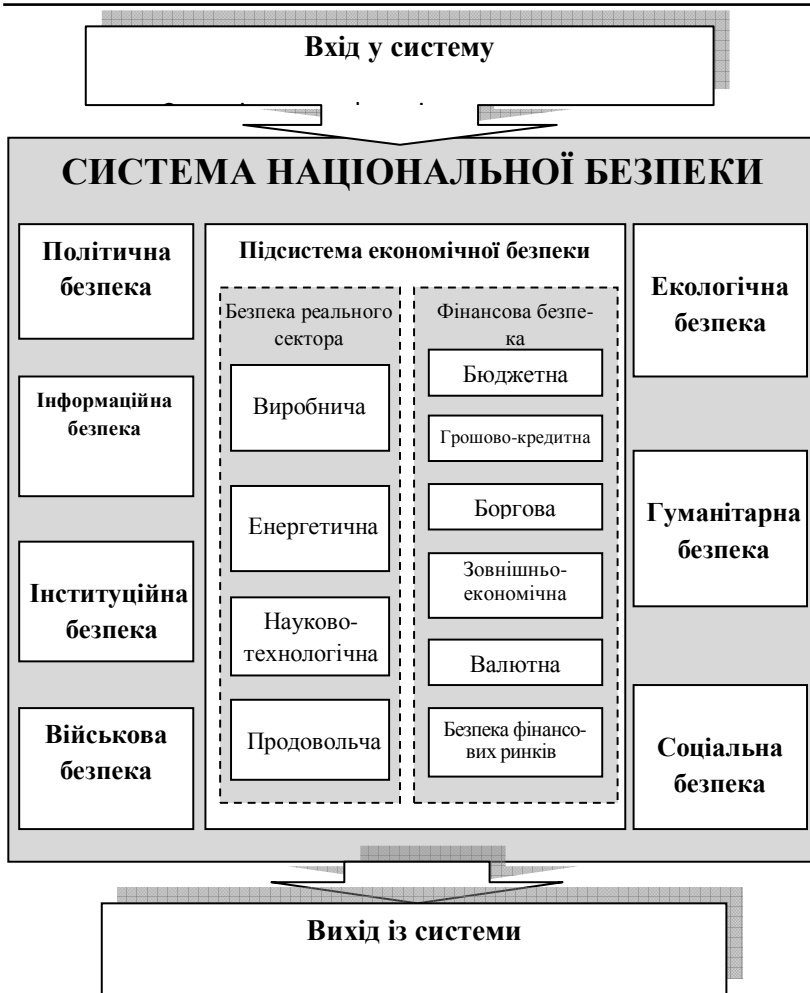 Вхід у систему
СИСТЕМА НАЦІОНАЛЬНОЇ БЕЗПЕКИ
Політична
безпека
Інформаційна
безпека
Інституційна
безпека
Військова
безпека
Підсистема економічної безпеки
Безпека реального
сектора
Виробнича
Енергетична
Науково-
технологічна
Продовольча
Фінансова безпе-
ка
Бюджетна
Грошово-кредитна
Боргова
Зовнішньо-
економічна
Валютна
Безпека фінансо-
вих ринків
Екологічна
безпека
Гуманітарна
безпека
Соціальна
безпека
Вихід із системи